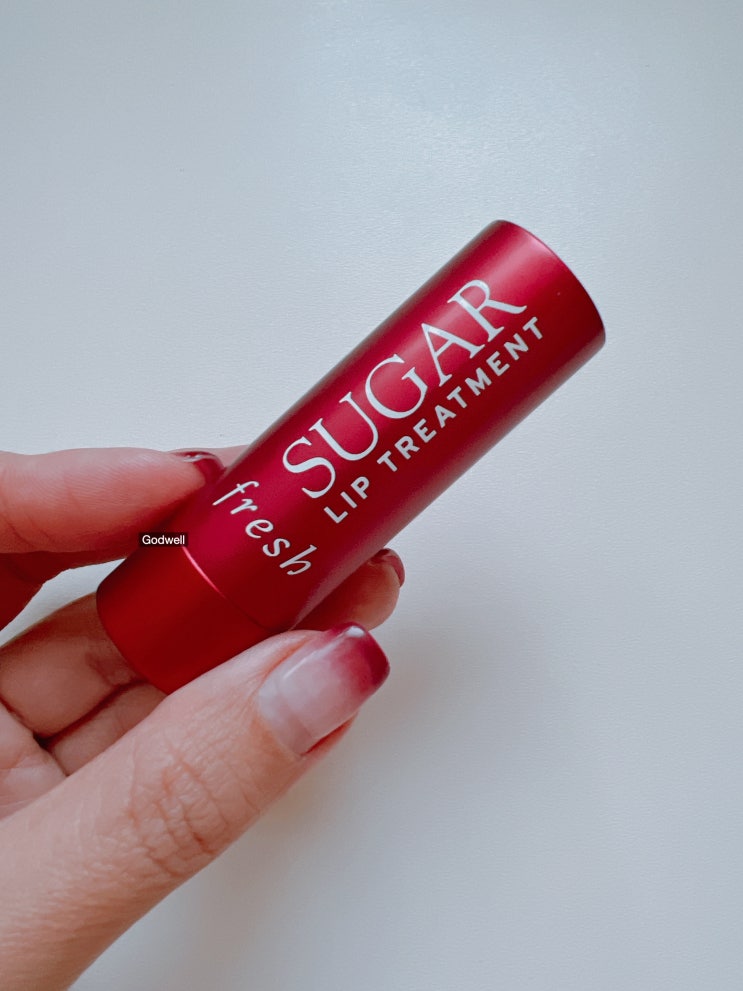 SUGAR
LIP TREATMENT
fresh
Godwell